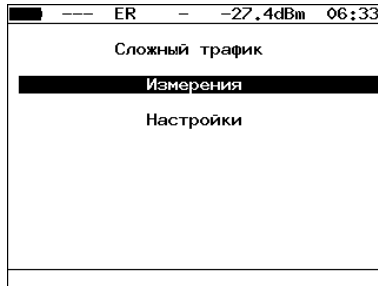 --- ER - -27.4dBm 06:33
Сложный трафик
Измерения
Настройки